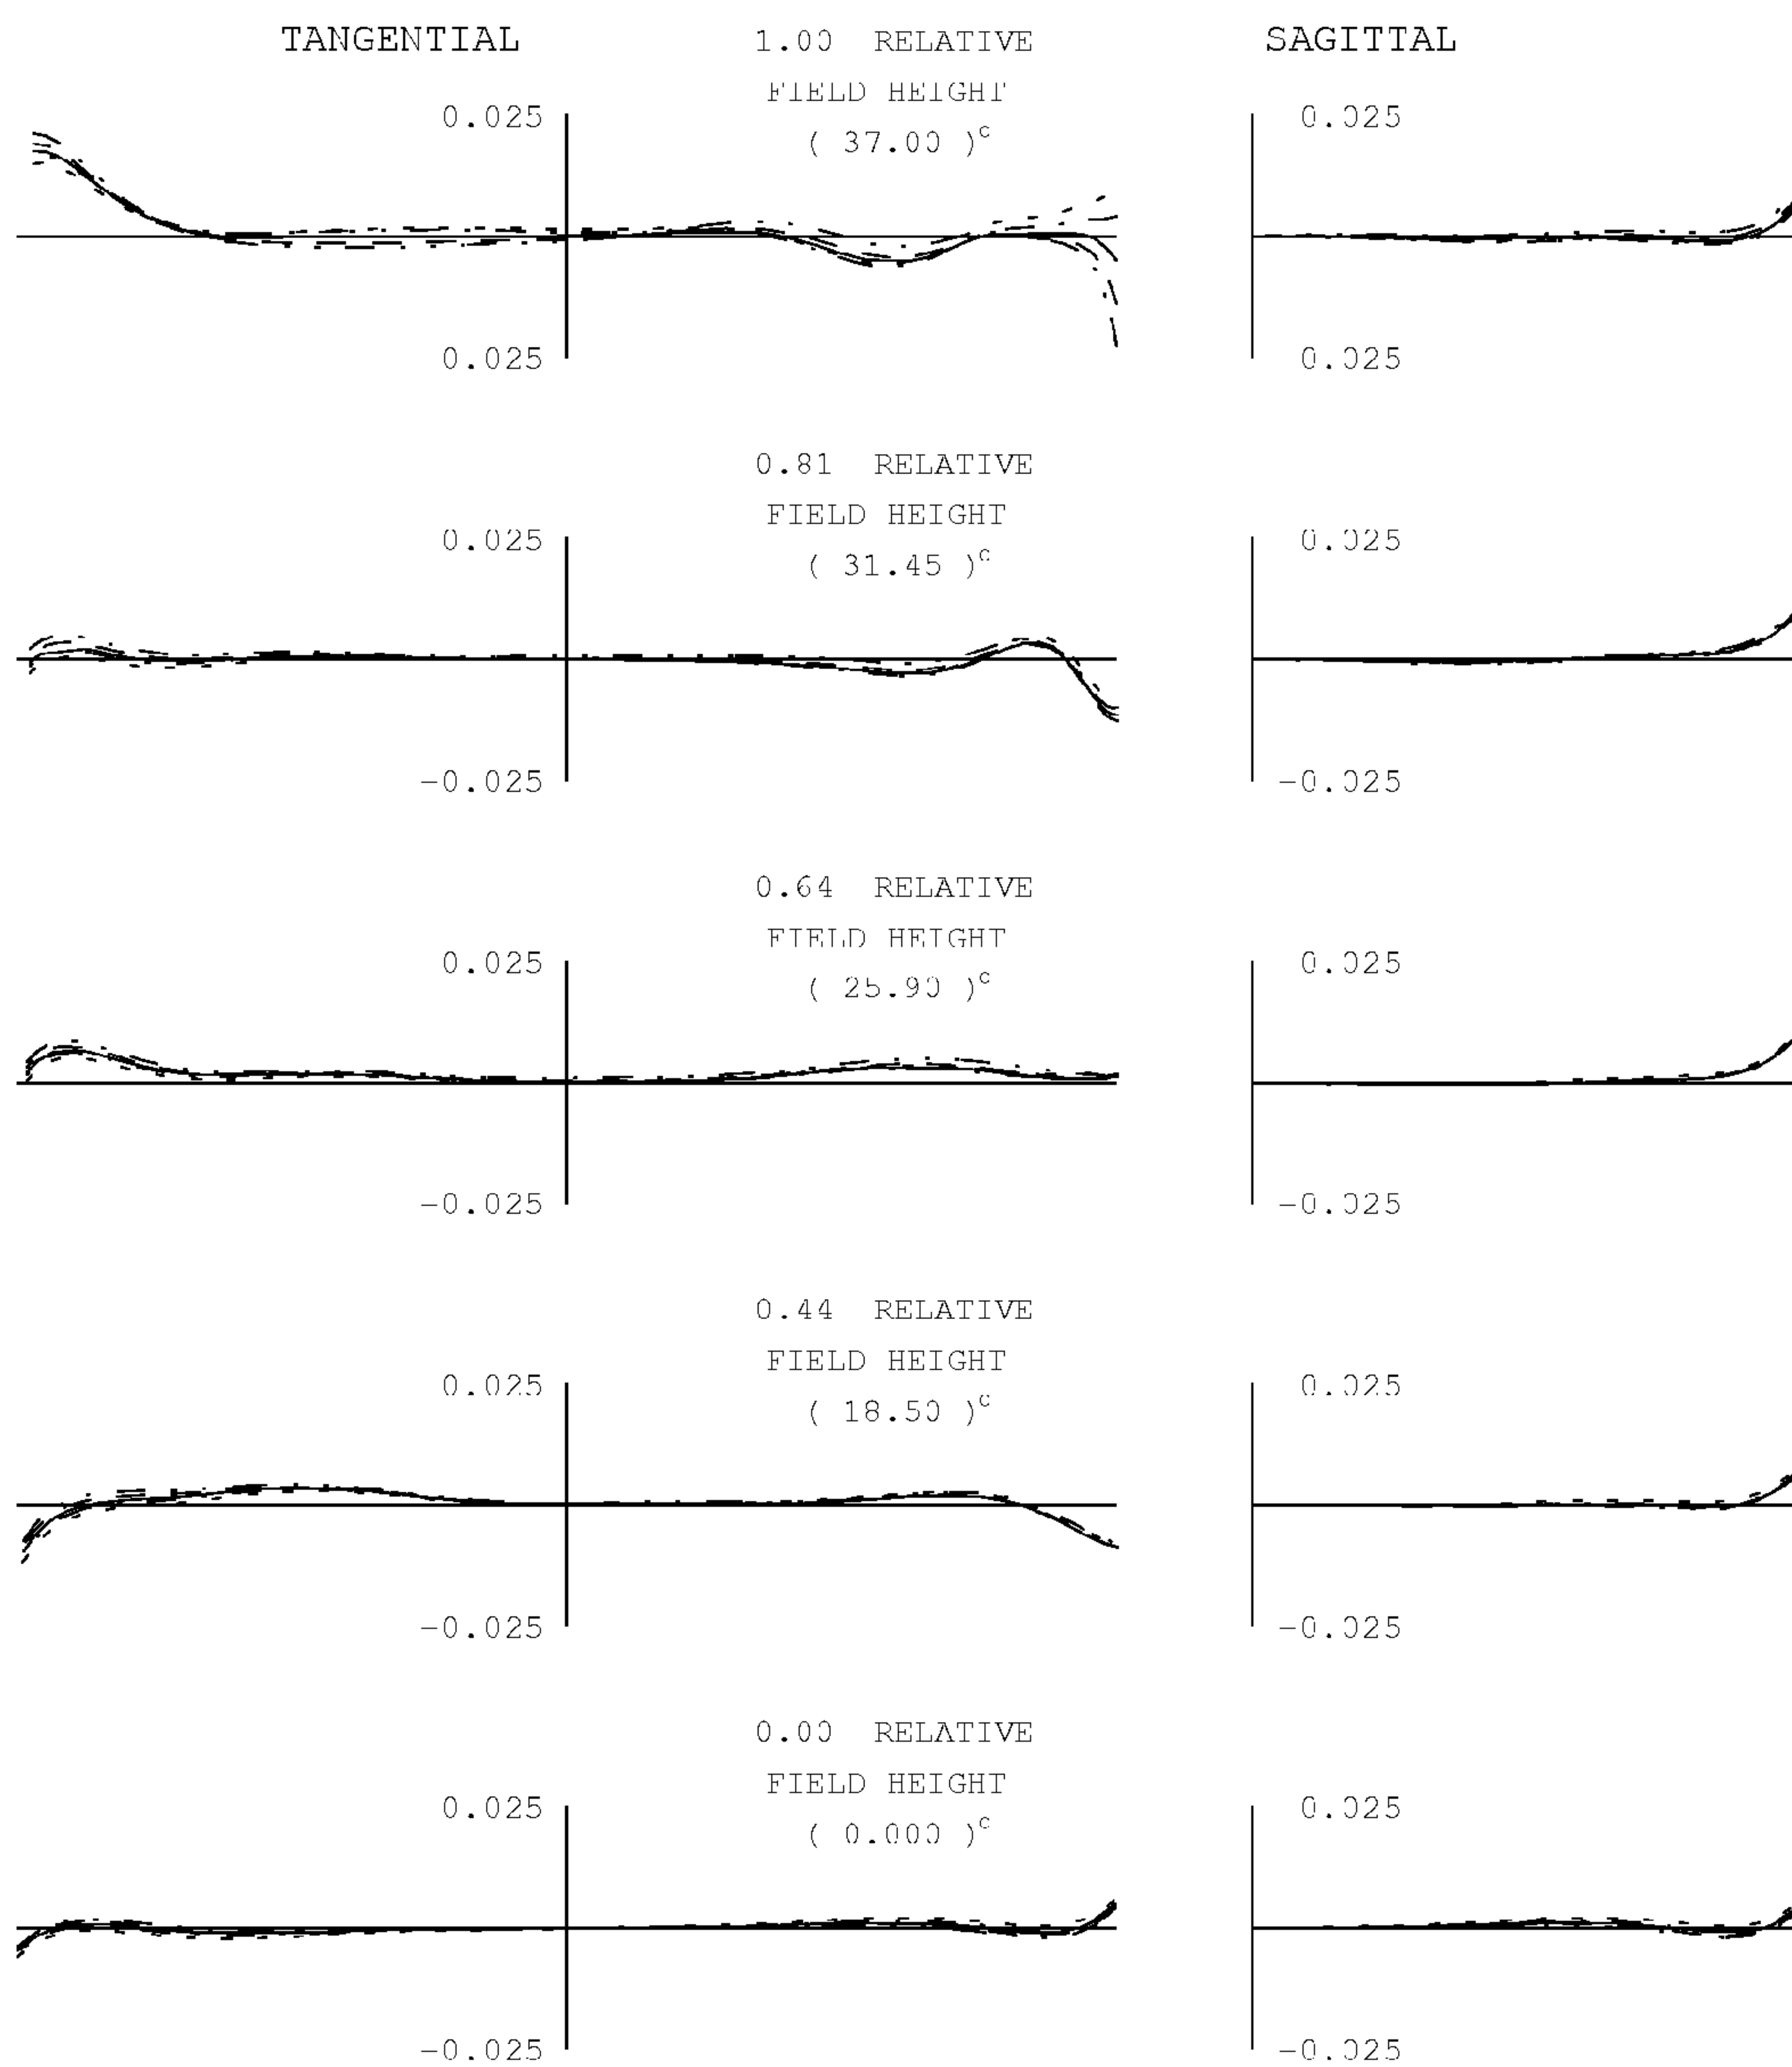 TANGENTIAL 1.00 RELATIVE SAGITTAL
FIELD HEIGHT
0.025 0.025
( 37.00 )°
0.025 0.025
0.81 RELATIVE
FIELD HEIGHT
0.025 0.025
( 31.45 )°
-0.025 -0.025
0.64 RELATIVE
FIELD HEIGHT
0.025 0.025
( 25.90 )°
-0.025 -0.025
0.44 RELATIVE
FIELD HEIGHT
0.025 0.025
( 18.50 )°
-0.025 -0.025
0.00 RELATIVE
FIELD HEIGHT
0.025 0.025
( 0.000 )°
-0.025 -0.025